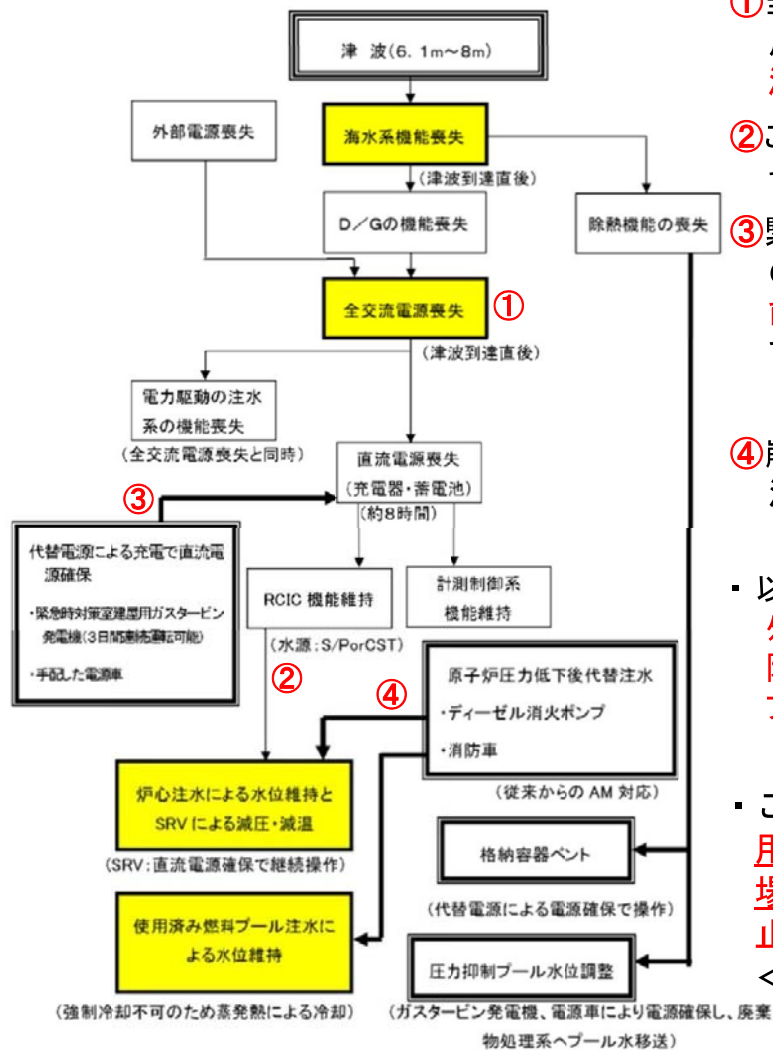 津 波(6. 1m～8m)
外部電源喪失
海水系機能喪失
(津波到達直後)
D／Gの機能喪失
除熱機能の喪失
全交流電源喪失
①
(津波到達直後)
電力駆動の注水
系の機能喪失
(全交流電源喪失と同時)
直流電源喪失
(充電器・蓄電池)
(約8時間)
③
代替電源による充電で直流電
源確保
・緊急時対策室建屋用ガスタービン
発電機(3日間連続運転可能)
・手配した電源車
RCIC 機能維持
(水源：S/PorCST)
計測制御系
機能維持
②
④
原子炉圧力低下後代替注水
・ディーゼル消火ポンプ
・消防車
(従来からの AM 対応)
炉心注水による水位維持と
SRV による減圧・減温
(SRV：直流電源確保で継続操作)
格納容器ベント
(代替電源による電源確保で操作)
使用済み燃料プール注水に
よる水位維持
(強制冷却不可のため蒸発熱による冷却)
圧力抑制プール水位調整
(ガスタービン発電機、電源車により電源確保し、廃棄
物処理系へプール水移送)
①
②こ
③緊
の
④
・以
・こ
用
場
止
＜